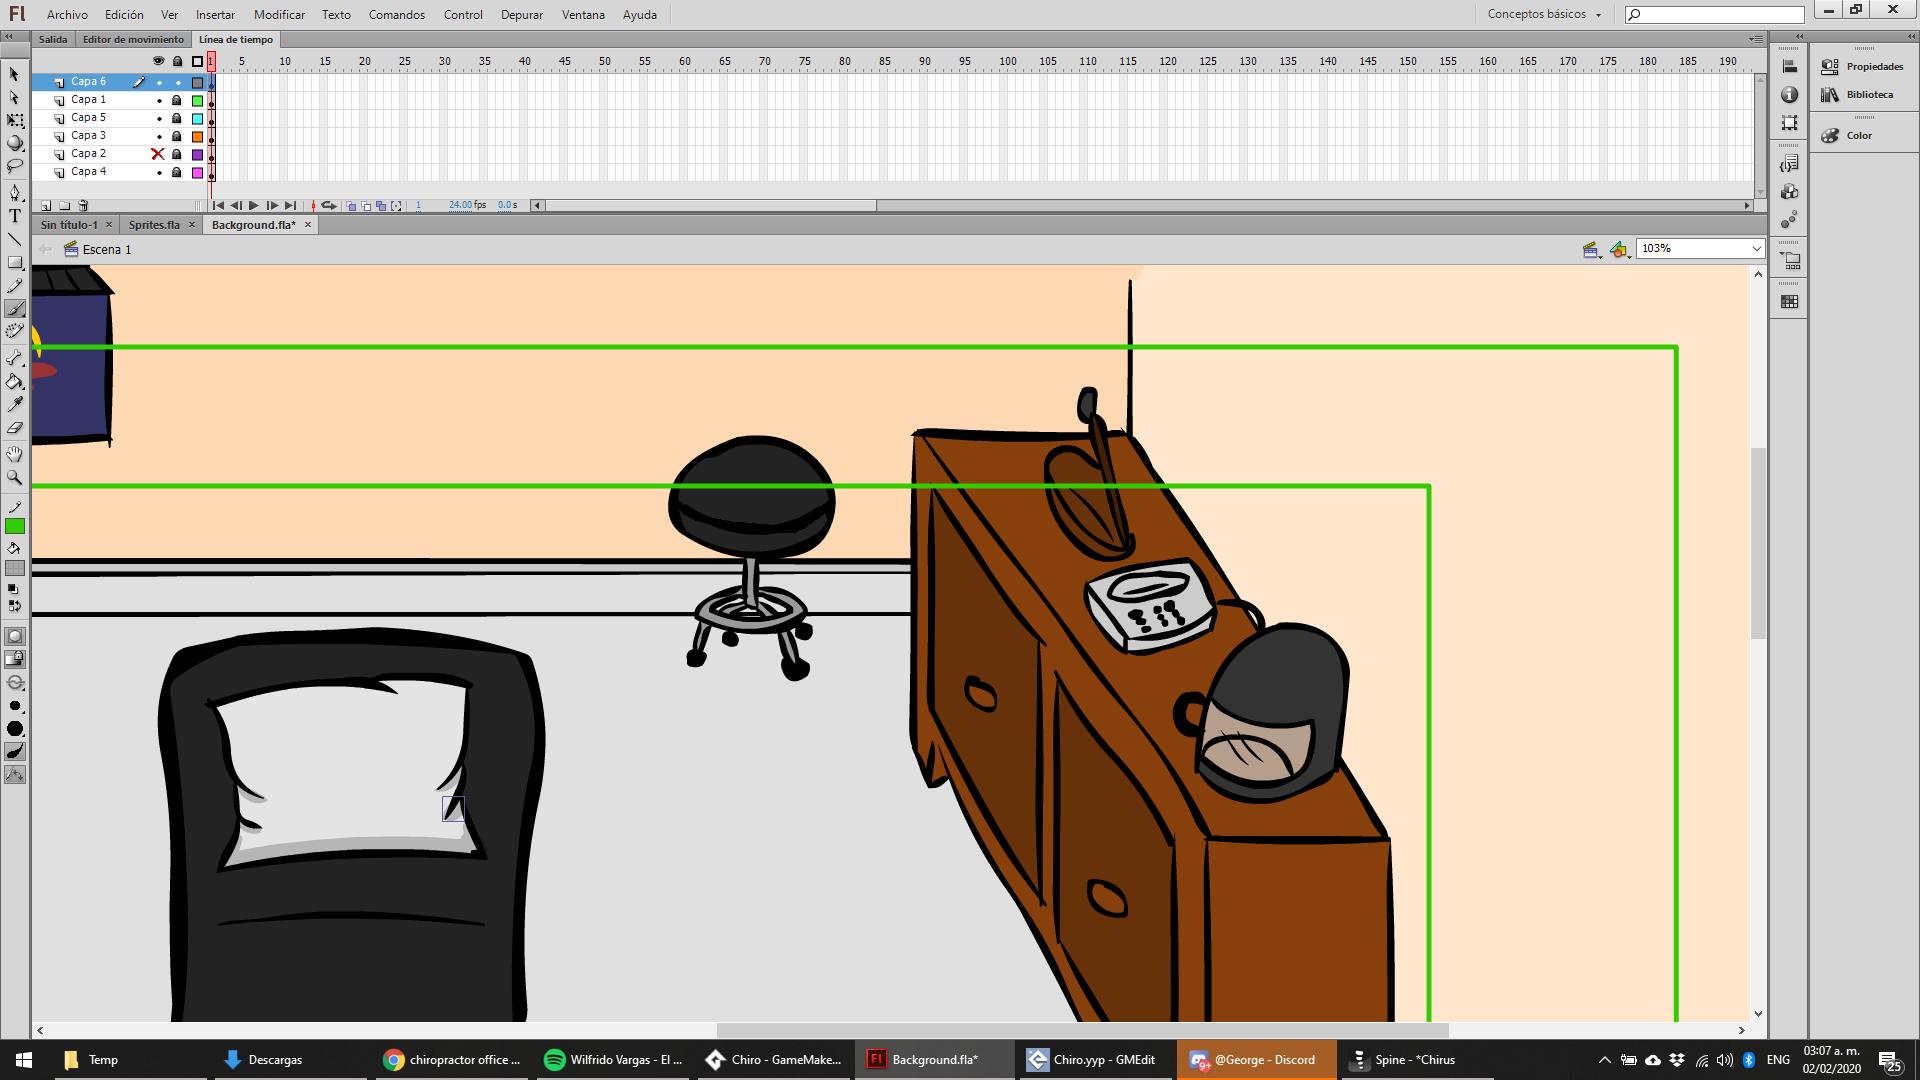 Fl Archivo Edición Ver Insertar Modificar Texto Comandos Control Depurar Ventana Ayuda Conceptos básicos
Salida Editor de movimiento Línea de tiempo
1 5 10 15 20 25 30 35 40 45 50 55 60 65 70 75 80 85 90 95 100 105 110 115 120 125 130 135 140 145 150 155 160 165 170 175 180 185 190
Capa 6
Capa 1
Capa 5
Capa 3
Capa 2
Capa 4
1 24.00 fps 0.0 s
Sin título-1 × Sprites.fla × Background.fla* ×
Escena 1 103%
Propiedades
Biblioteca
Color
Temp Descargas chiropractor office ... Wilfrido Vargas - El ... Chiro - GameMake... Fl Background.fla* Chiro.yyp - GMEdit 9+ @George - Discord Spine - *Chirus ENG 03:07 a. m. 02/02/2020 25